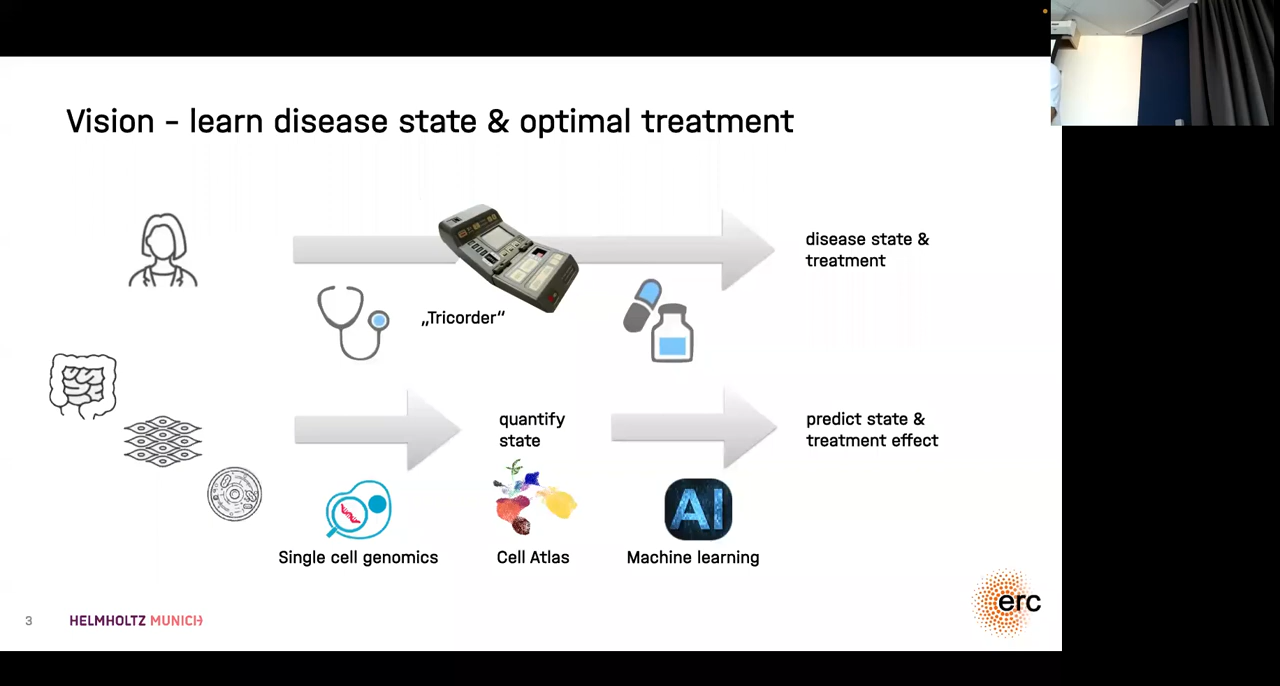 Vision - learn disease state & optimal treatment
disease state &
treatment
„Tricorder“
quantify
state
predict state &
treatment effect
AI
Single cell genomics
Cell Atlas
Machine learning
erc
3
HELMHOLTZ MUNICH